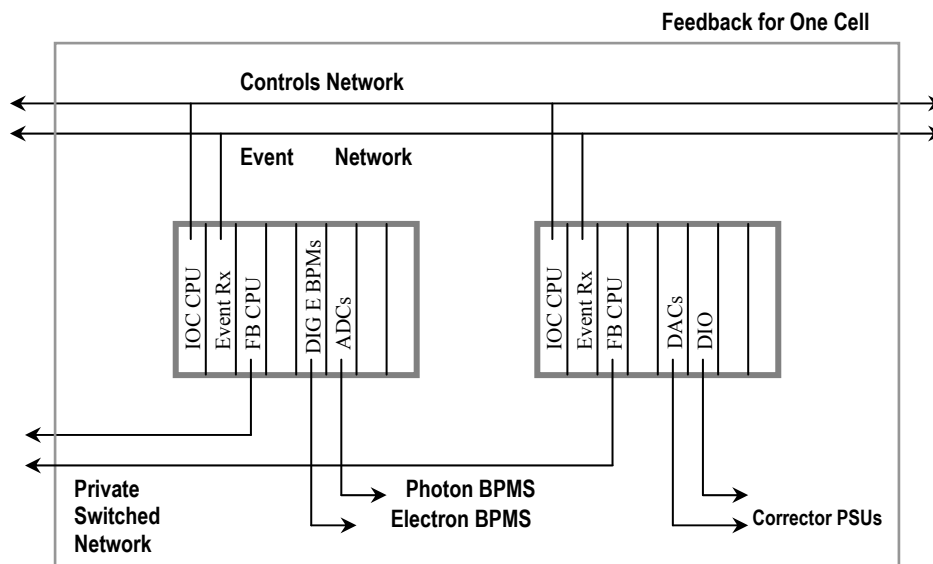 Feedback for One Cell
Controls Network
Event Network
IOC CPU
Event Rx
FB CPU
DIG E BPMs
ADCs
IOC CPU
Event Rx
FB CPU
DACs
DIO
Private
Switched
Network
Photon BPMS
Electron BPMS
Corrector PSUs